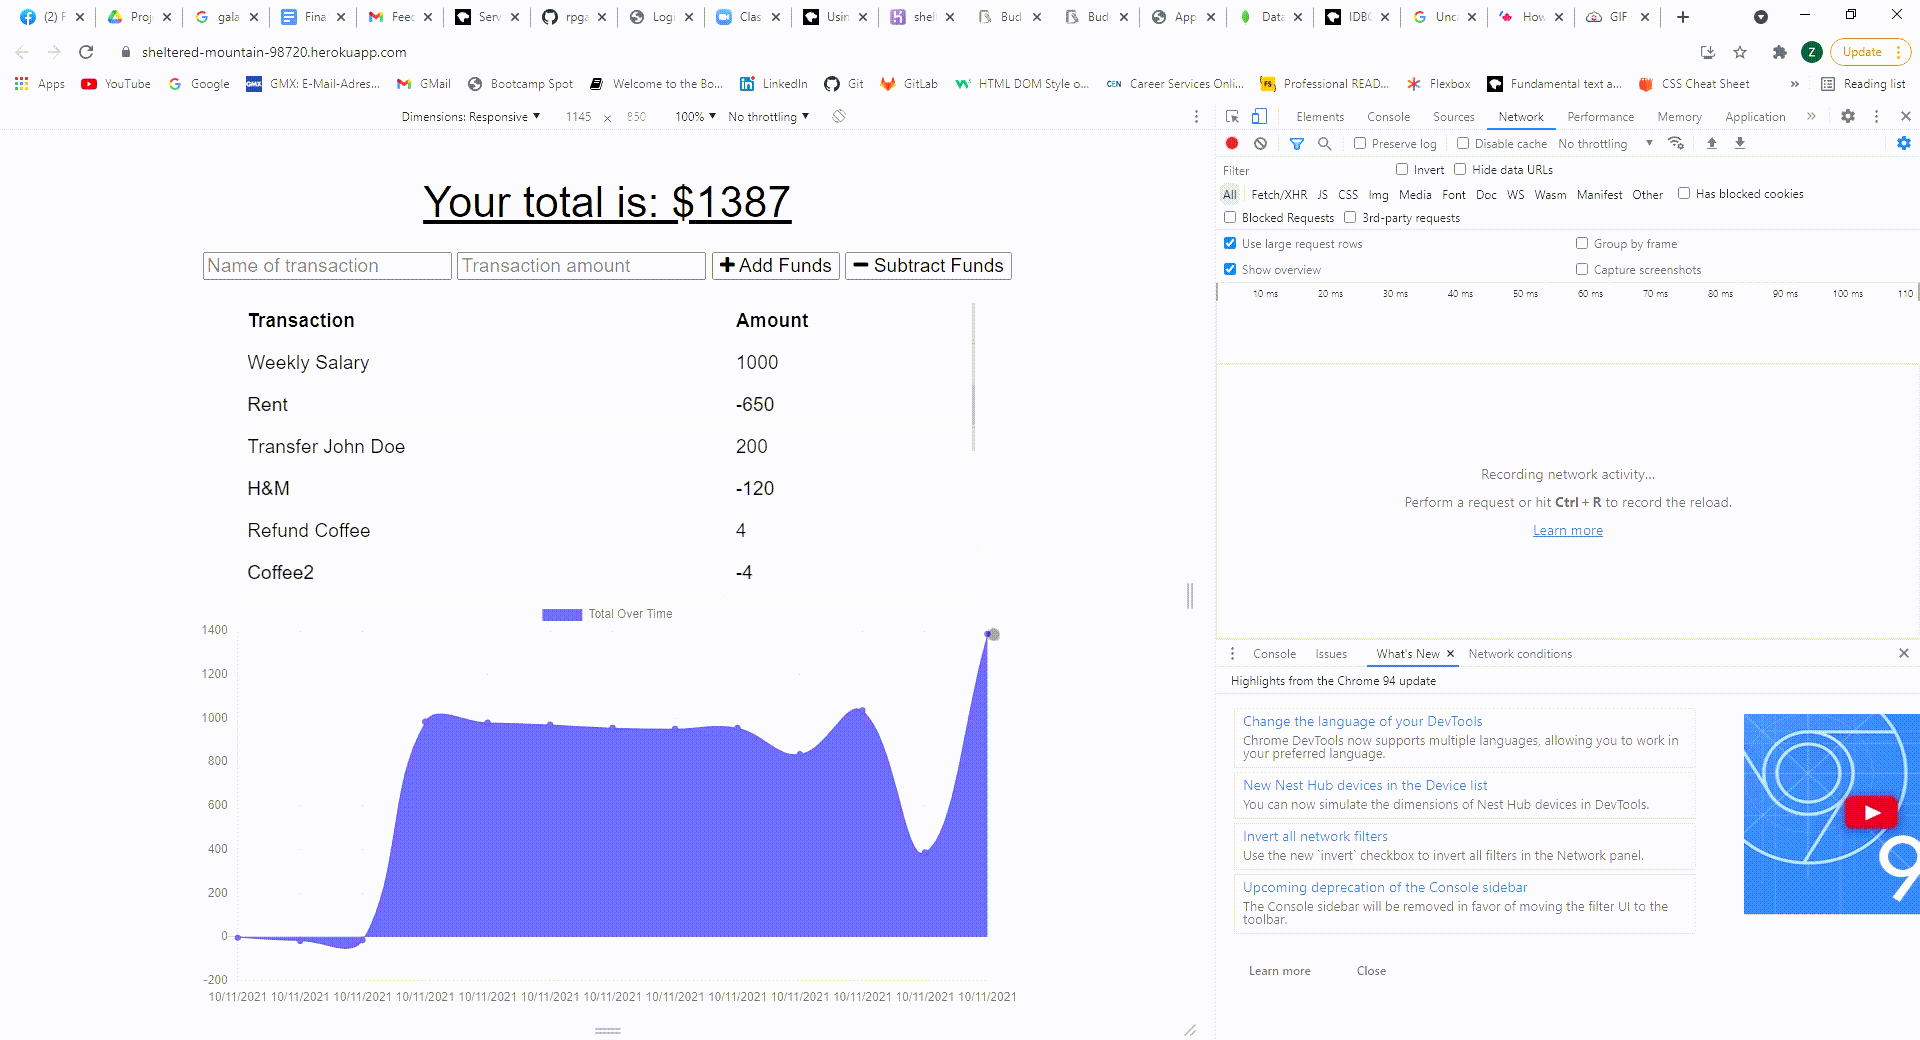 (2) F Proj gala Fina Feec Serv rpga Logi Clas Usin shel Bud Bud App Data IDBC Unca How GIF
sheltered-mountain-98720.herokuapp.com Z Update
Apps YouTube Google GMX: E-Mail-Adres... GMail Bootcamp Spot Welcome to the Bo... LinkedIn Git GitLab HTML DOM Style o... CEN Career Services Onli... FS Professional READ... Flexbox Fundamental text a... CSS Cheat Sheet » Reading list
Dimensions: Responsive 1145 × 850 100% No throttling
Elements Console Sources Network Performance Memory Application »
Preserve log Disable cache No throttling
Filter Invert Hide data URLs
All Fetch/XHR JS CSS Img Media Font Doc WS Wasm Manifest Other Has blocked cookies
Blocked Requests 3rd-party requests
Use large request rows Group by frame
Show overview Capture screenshots
10 ms 20 ms 30 ms 40 ms 50 ms 60 ms 70 ms 80 ms 90 ms 100 ms 110
Recording network activity...
Perform a request or hit Ctrl + R to record the reload.
Learn more
Your total is: $1387
Name of transaction Transaction amount Add Funds Subtract Funds
Transaction Amount
Weekly Salary 1000
Rent -650
Transfer John Doe 200
H&M -120
Refund Coffee 4
Coffee2 -4
Total Over Time
1400
1200
1000
800
600
400
200
0
-200
10/11/2021 10/11/2021 10/11/2021 10/11/2021 10/11/2021 10/11/2021 10/11/2021 10/11/2021 10/11/2021 10/11/2021 10/11/2021 10/11/2021 10/11/2021
Console Issues What's New Network conditions
Highlights from the Chrome 94 update
Change the language of your DevTools
Chrome DevTools now supports multiple languages, allowing you to work in
your preferred language.
New Nest Hub devices in the Device list
You can now simulate the dimensions of Nest Hub devices in DevTools.
Invert all network filters
Use the new `invert` checkbox to invert all filters in the Network panel.
Upcoming deprecation of the Console sidebar
The Console sidebar will be removed in favor of moving the filter UI to the
toolbar.
9
Learn more Close